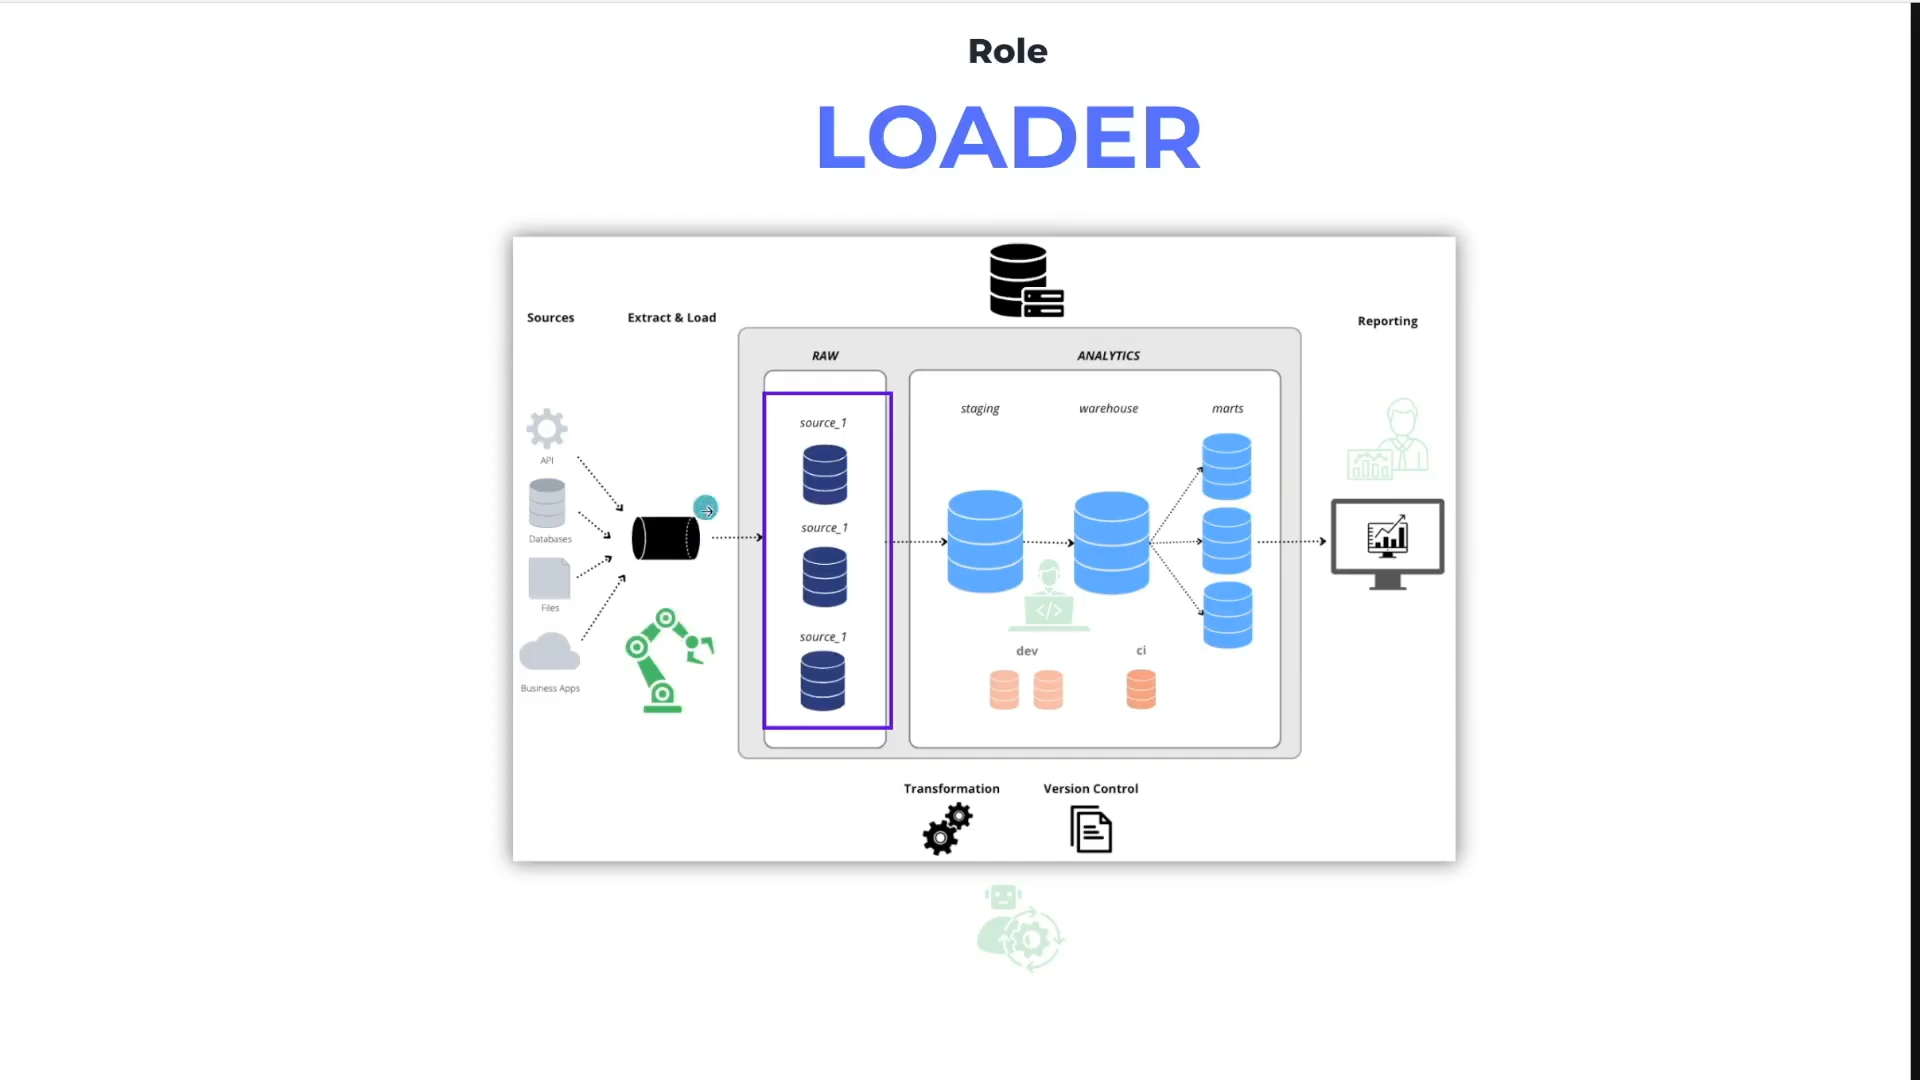 Role
LOADER
Sources
Extract & Load
Reporting
RAW
ANALYTICS
source_1
source_1
source_1
staging
warehouse
marts
API
Databases
Files
Business Apps
</>
dev
ci
Transformation
Version Control